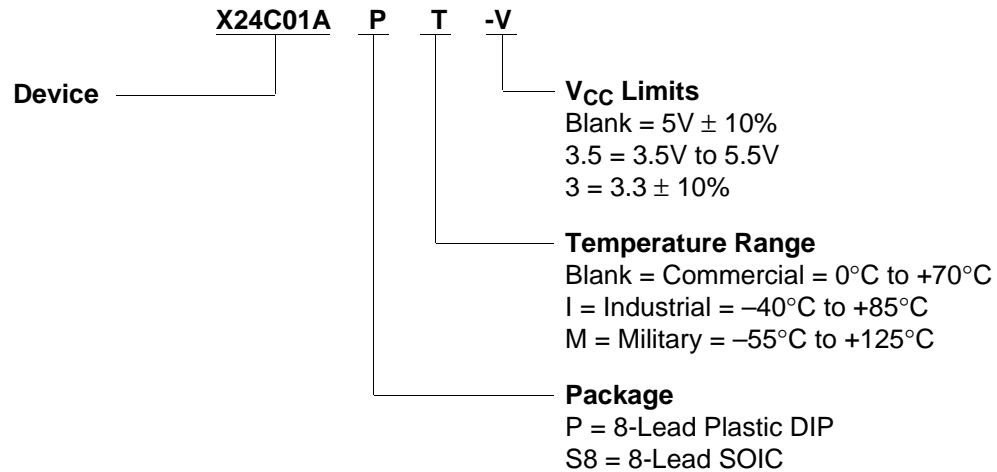 X24C01A P T -V
Device
VCC Limits
Blank = 5V ± 10%
3.5 = 3.5V to 5.5V
3 = 3.3 ± 10%
Temperature Range
Blank = Commercial = 0°C to +70°C
I = Industrial = –40°C to +85°C
M = Military = –55°C to +125°C
Package
P = 8-Lead Plastic DIP
S8 = 8-Lead SOIC